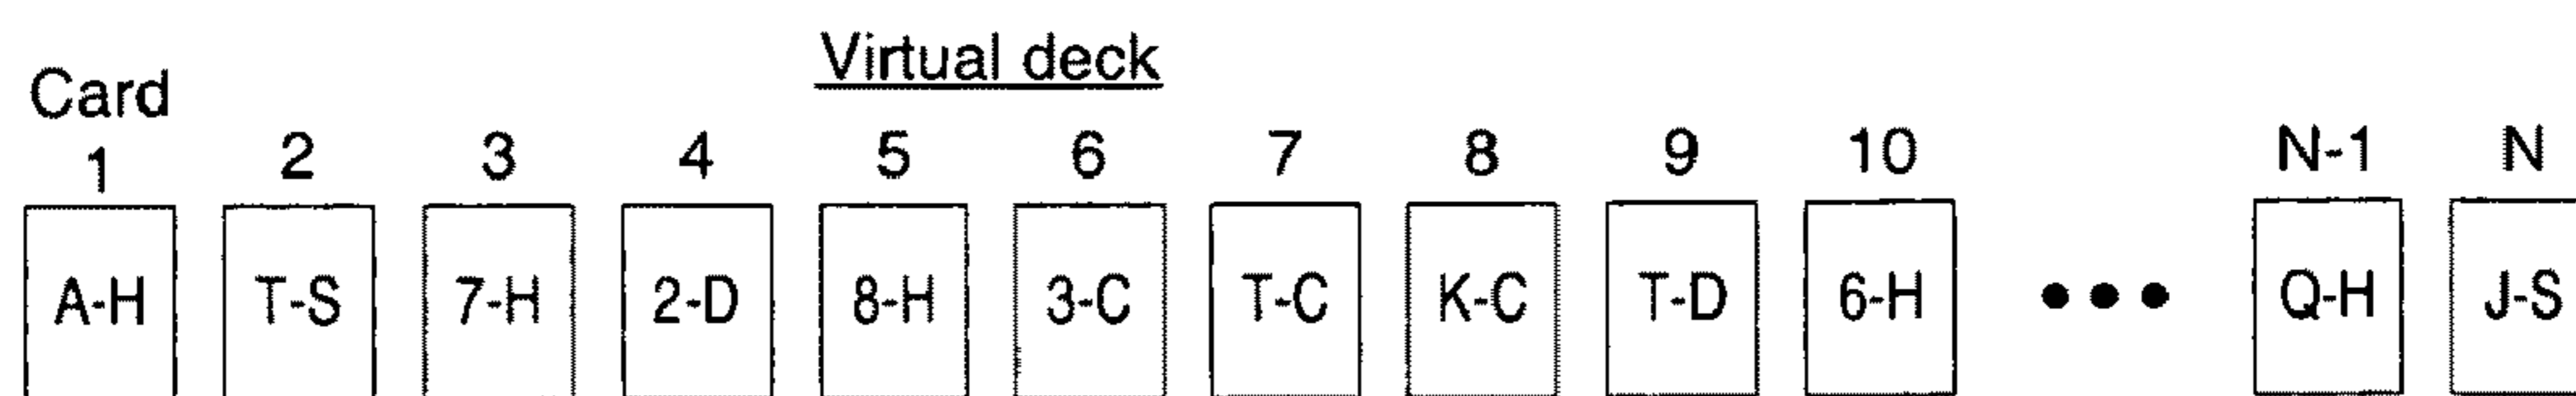 Virtual deck
Card
1 2 3 4 5 6 7 8 9 10 N-1 N
A-H T-S 7-H 2-D 8-H 3-C T-C K-C T-D 6-H ••• Q-H J-S